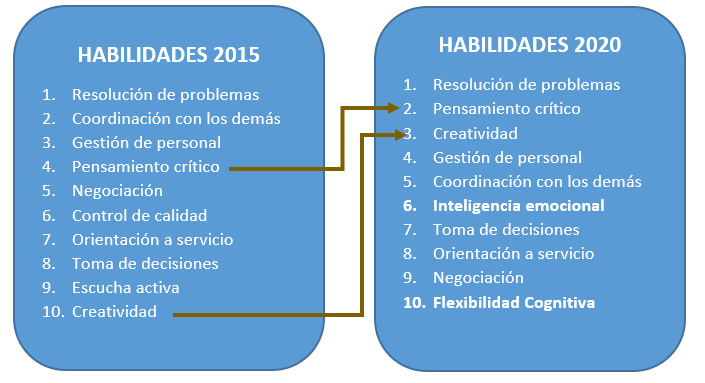 HABILIDADES 2015
1. Resolución de problemas
2. Coordinación con los demás
3. Gestión de personal
4. Pensamiento crítico
5. Negociación
6. Control de calidad
7. Orientación a servicio
8. Toma de decisiones
9. Escucha activa
10. Creatividad
HABILIDADES 2020
1. Resolución de problemas
2. Pensamiento crítico
3. Creatividad
4. Gestión de personal
5. Coordinación con los demás
6. Inteligencia emocional
7. Toma de decisiones
8. Orientación a servicio
9. Negociación
10. Flexibilidad Cognitiva